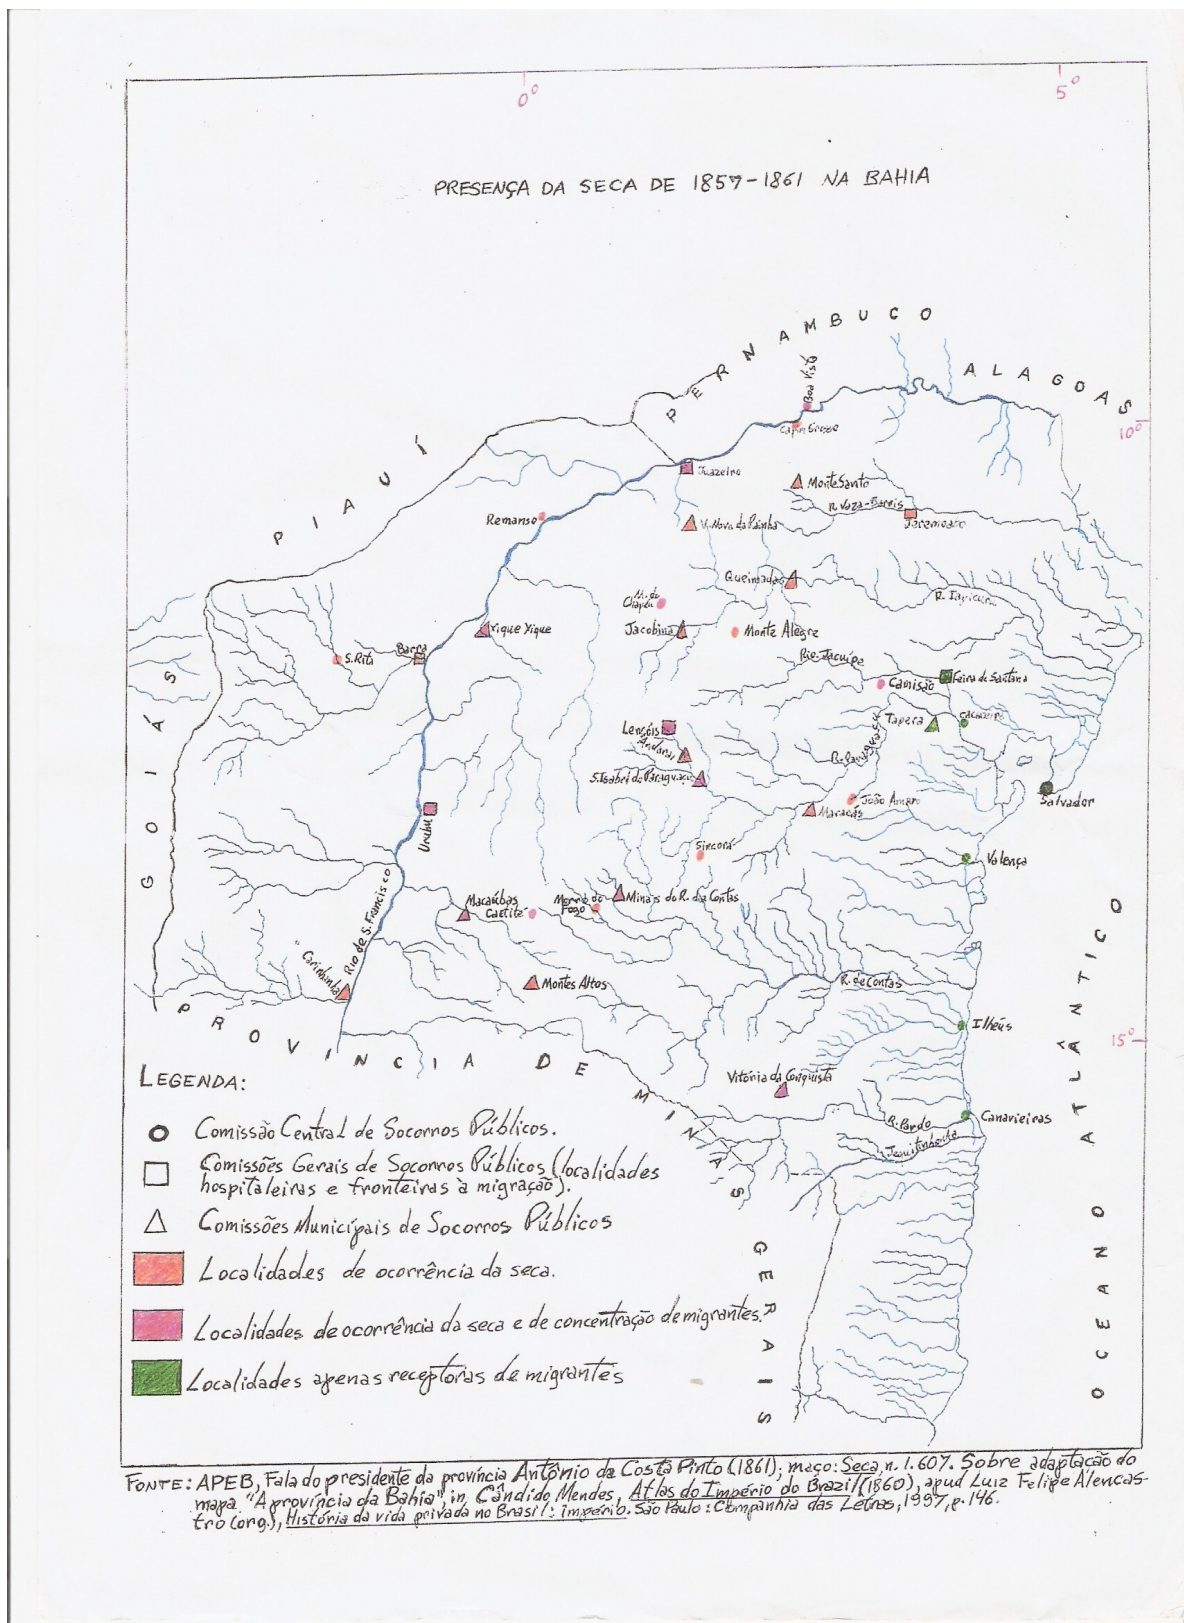 0º
5º
PRESENÇA DA SECA DE 1857-1861 NA BAHIA
PERNAMBUCO
ALAGOAS
10º
PIAUÍ
Boa Vista
Capim Grosso
Juazeiro
Monte Santo
R. Vaza-Barris
Remanso
V. Nova da Rainha
Queimadas
R. Itapicuru
M. do Chapéu
Xique Xique
Jacobina
Monte Alegre
Barra
S. Rita
Rio Jacuípe
Camisão
Feira de Santana
GOIÁS
Tapera
Cachoeira
Lençóis
Andaraí
R. Paraguaçu
S. Isabel do Paraguaçu
João Amaro
Salvador
Maracás
Urubu
Sincorá
Valença
Rio de S. Francisco
Macaúbas
Caetité
Morro do Fogo
Minas do R. de Contas
Carinhanha
Montes Altos
R. de Contas
Ilhéus
15º
OCEANO ATLÂNTICO
PROVÍNCIA DE MINAS GERAIS
Vitória da Conquista
R. Pardo
Canavieiras
Jequitinhonha
LEGENDA:
Comissão Central de Socorros Públicos.
Comissões Gerais de Socorros Públicos (localidades
hospitaleiras e fronteiras à migração).
Comissões Municipais de Socorros Públicos
Localidades de ocorrência da seca.
Localidades de ocorrência da seca e de concentração de migrantes.
Localidades apenas receptoras de migrantes
FONTE: APEB, Fala do presidente da província Antônio da Costa Pinto (1861); maço: Seca, n. 1.607. Sobre adaptação do
mapa "A província da Bahia", in, Cândido Mendes, Atlas do Império do Brazil (1860), apud Luiz Felipe Alencas-
tro (org.), História da vida privada no Brasil: império. São Paulo: Companhia das Letras, 1997, p. 146.